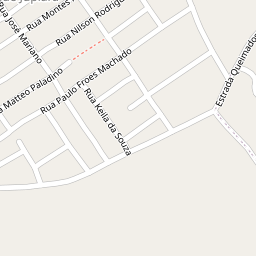 Rua Montes
Rua Nilson Rodrig
Rua José Mariano
a Matteo Paladino
Rua Paulo Froes Machado
Rua Keila da Souza
Estrada Queimados